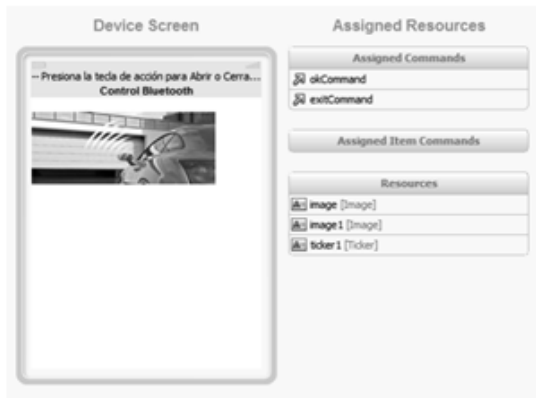 Device Screen
Assigned Resources
-- Presiona la tecla de acción para Abrir o Cerra...
Control Bluetooth
Assigned Commands
okCommand
exitCommand
Assigned Item Commands
Resources
image [Image]
image1 [Image]
ticker1 [Ticker]